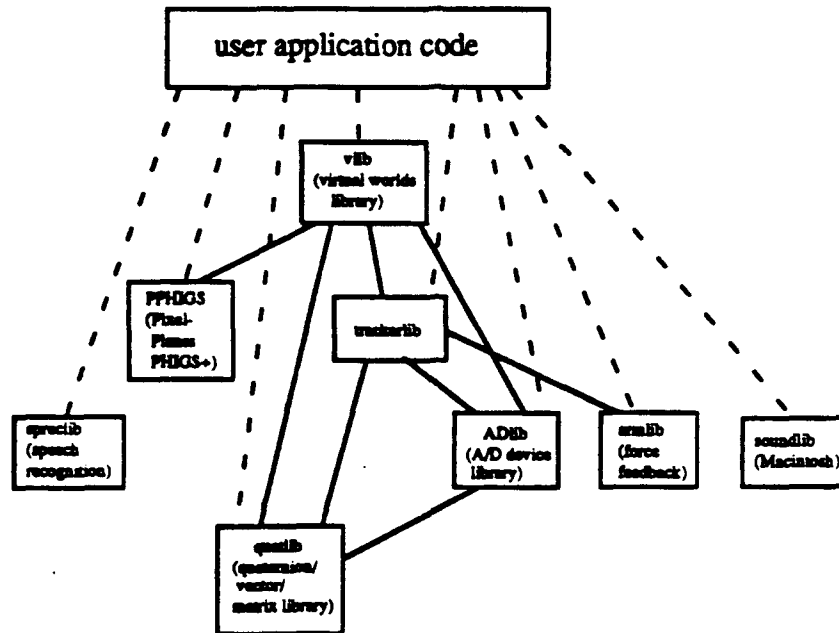 user application code
vlib
(virtual worlds
library)
PPHIGS
(Pixel-
Planes
PHIGS+)
trackerlib
spreclib
(speech
recognition)
ADlib
(A/D device
library)
armlib
(force
feedback)
soundlib
(Macintosh)
quatlib
(quaternion/
vector/
matrix library)